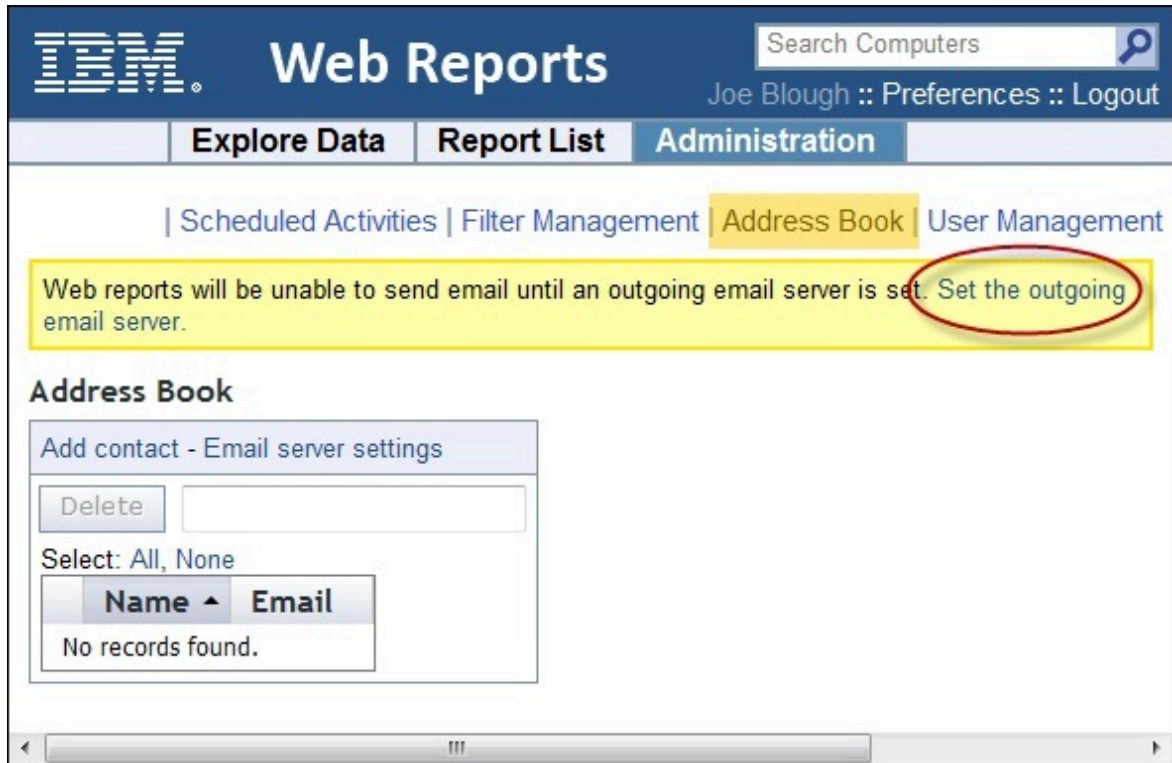 IBM. Web Reports
Search Computers
Joe Blough :: Preferences :: Logout
Explore Data Report List Administration
| Scheduled Activities | Filter Management | Address Book | User Management
Web reports will be unable to send email until an outgoing email server is set. Set the outgoing
email server.
Address Book
Add contact - Email server settings
Delete
Select: All, None
Name Email
No records found.